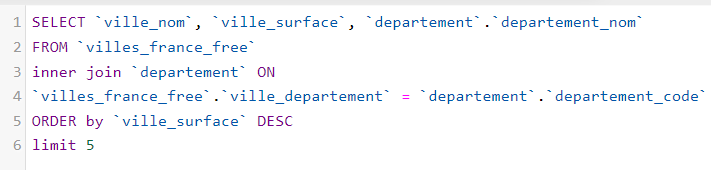 1 SELECT `ville_nom`, `ville_surface`, `departement`.`departement_nom`
2 FROM `villes_france_free`
3 inner join `departement` ON
4 `villes_france_free`.`ville_departement` = `departement`.`departement_code`
5 ORDER by `ville_surface` DESC
6 limit 5